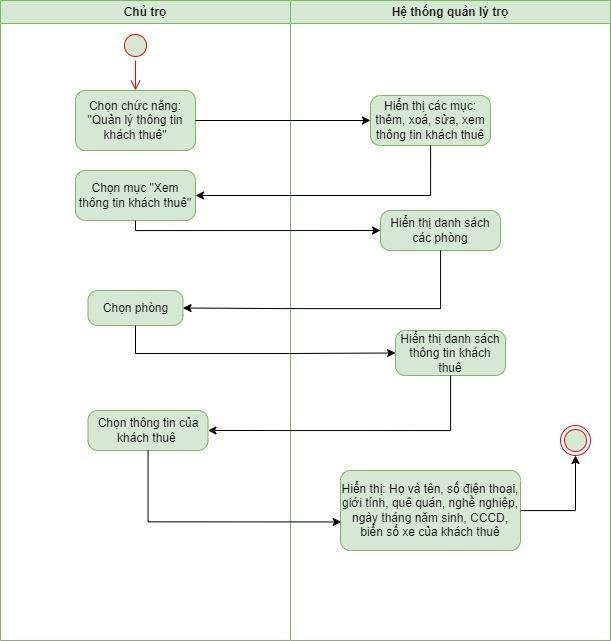 Chủ trọ
Hệ thống quản lý trọ
Chọn chức năng:
"Quản lý thông tin
khách thuê"
Hiển thị các mục:
thêm, xoá, sửa, xem
thông tin khách thuê
Chọn mục "Xem
thông tin khách thuê"
Hiển thị danh sách
các phòng
Chọn phòng
Hiển thị danh sách
thông tin khách
thuê
Chọn thông tin của
khách thuê
Hiển thị: Họ và tên, số điện thoại,
giới tính, quê quán, nghề nghiệp,
ngày tháng năm sinh, CCCD,
biển số xe của khách thuê